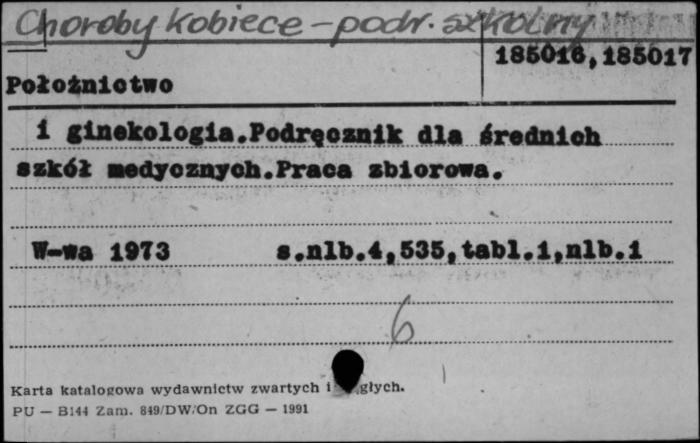 Choroby kobiece - podr. szkolny
185016,185017
Położnictwo
i ginekologia.Podręcznik dla średnich
szkół medycznych.Praca zbiorowa.
W-wa 1973 s.nlb.4,535,tabl.1,nlb.1
6
Karta katalogowa wydawnictw zwartych i głych.
PU — B144 Zam. 849/DW/On ZGG — 1991